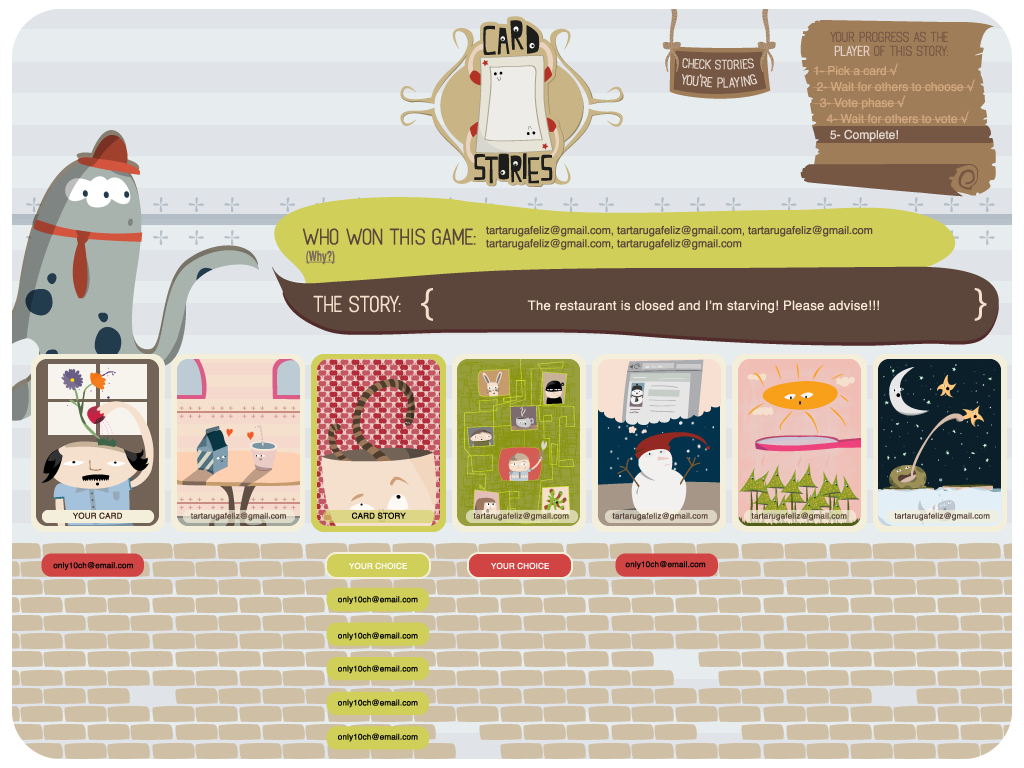 CARD
STORIES
CHECK STORIES
YOU'RE PLAYING
YOUR PROGRESS AS THE
PLAYER OF THIS STORY:
1- Pick a card √
2- Wait for others to choose √
3- Vote phase √
4- Wait for others to vote √
5- Complete!
WHO WON THIS GAME: tartarugafeliz@gmail.com, tartarugafeliz@gmail.com, tartarugafeliz@gmail.com
tartarugafeliz@gmail.com, tartarugafeliz@gmail.com
(Why?)
THE STORY: { The restaurant is closed and I'm starving! Please advise!!! }
YOUR CARD
tartarugafeliz@gmail.com
CARD STORY
tartarugafeliz@gmail.com
tartarugafeliz@gmail.com
tartarugafeliz@gmail.com
tartarugafeliz@gmail.com
only10ch@email.com
YOUR CHOICE
YOUR CHOICE
only10ch@email.com
only10ch@email.com
only10ch@email.com
only10ch@email.com
only10ch@email.com
only10ch@email.com